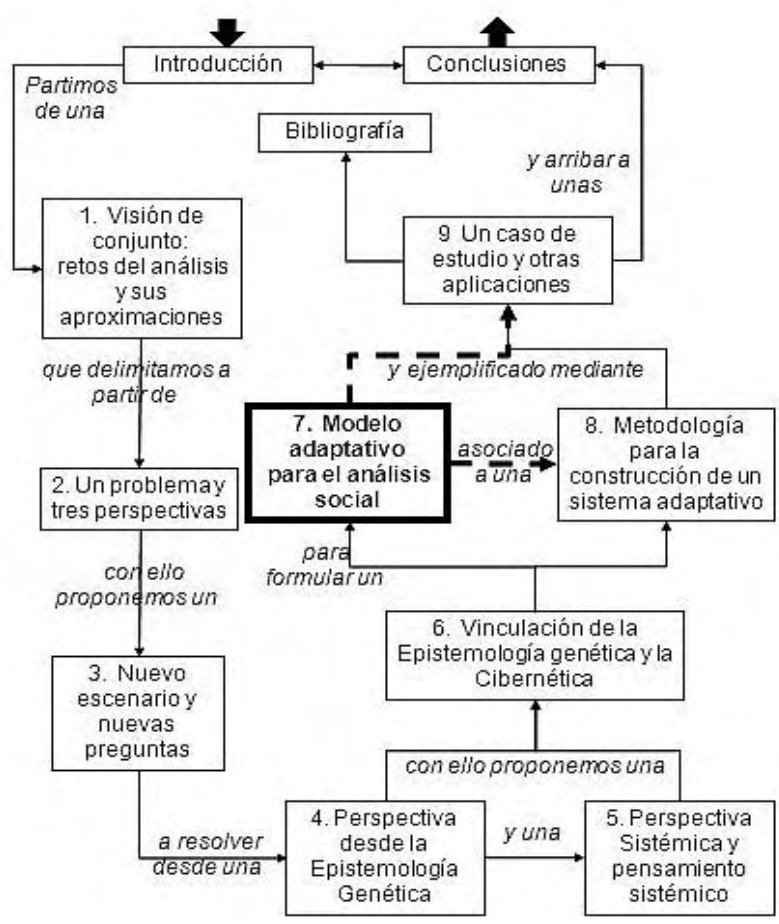 Introducción
Conclusiones
Partimos
de una
Bibliografía
y arribar a
unas
1. Visión de
conjunto:
retos del análisis
y sus
aproximaciones
9 Un caso de
estudio y otras
aplicaciones
que delimitamos a
partir de
y ejemplificado mediante
7. Modelo
adaptativo
para el análisis
social
asociado
a una
8. Metodología
para la
construcción de un
sistema adaptativo
2. Un problema y
tres perspectivas
con ello
proponemos un
para
formular un
6. Vinculación de la
Epistemología genética y la
Cibernética
3. Nuevo
escenario y
nuevas
preguntas
con ello proponemos una
a resolver
desde una
4. Perspectiva
desde la
Epistemología
Genética
y una
5. Perspectiva
Sistémica y
pensamiento
sistémico